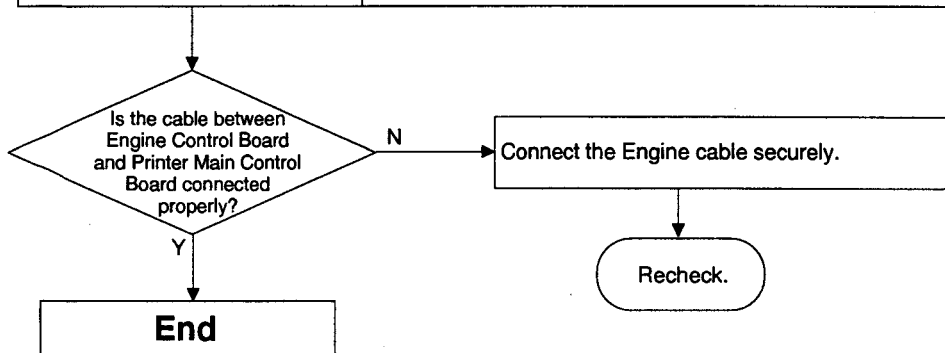 Is the cable between
Engine Control Board
and Printer Main Control
Board connected
properly?
N
Connect the Engine cable securely.
Y
Recheck.
End